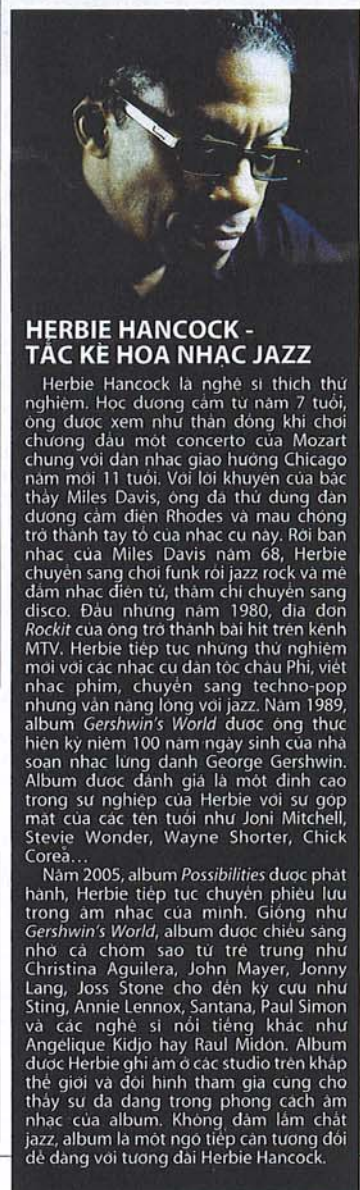 HERBIE HANCOCK -
TẮC KÈ HOA NHẠC JAZZ
Herbie Hancock là nghệ sĩ thích thử
nghiệm. Học dương cầm từ năm 7 tuổi,
ông được xem như thần đồng khi chơi
chương đầu một concerto của Mozart
chung với dàn nhạc giao hưởng Chicago
năm mới 11 tuổi. Với lời khuyên của bác
thầy Miles Davis, ông đã thử dùng đàn
dương cầm điện Rhodes và mau chóng
trở thành tay tổ của nhạc cụ này. Rời ban
nhạc của Miles Davis năm 68, Herbie
chuyển sang chơi funk rồi jazz rock và mê
đắm nhạc điện tử, thậm chí chuyển sang
disco. Đầu những năm 1980, đĩa đơn
Rockit của ông trở thành bài hit trên kênh
MTV. Herbie tiếp tục những thử nghiệm
mới với các nhạc cụ dân tộc châu Phi, viết
nhạc phim, chuyển sang techno-pop
nhưng vẫn nặng lòng với jazz. Năm 1989,
album Gershwin's World được ông thực
hiện kỷ niệm 100 năm ngày sinh của nhà
soạn nhạc lừng danh George Gershwin.
Album được đánh giá là một đỉnh cao
trong sự nghiệp của Herbie với sự góp
mặt của các tên tuổi như Joni Mitchell,
Stevie Wonder, Wayne Shorter, Chick
Corea…
Năm 2005, album Possibilities được phát
hành, Herbie tiếp tục chuyến phiêu lưu
trong âm nhạc của mình. Giống như
Gershwin's World, album được chiếu sáng
nhờ cả chòm sao từ trẻ trung như
Christina Aguilera, John Mayer, Jonny
Lang, Joss Stone cho đến kỳ cựu như
Sting, Annie Lennox, Santana, Paul Simon
và các nghệ sĩ nổi tiếng khác như
Angélique Kidjo hay Raul Midón. Album
được Herbie ghi âm ở các studio trên khắp
thế giới và đội hình tham gia cũng cho
thấy sự đa dạng trong phong cách âm
nhạc của album. Không đậm lắm chất
jazz, album là một ngõ tiếp cận tương đối
dễ dàng với tượng đài Herbie Hancock.